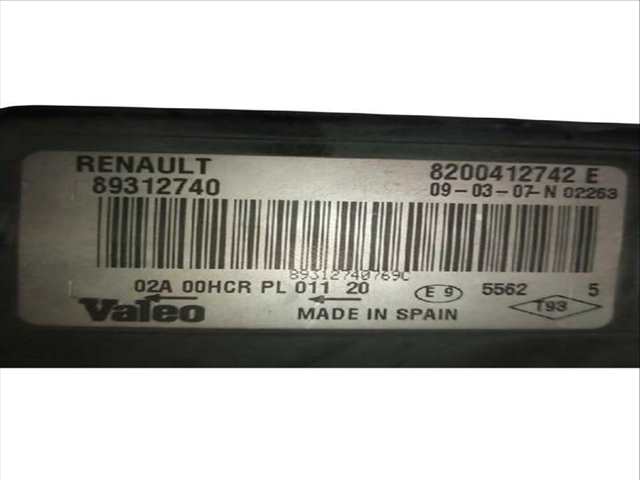 RENAULT 8200412742 E
89312740 09-03-07-N 02263
89312740769C
02A 00HCR PL 011 20 E 9 5562 5
Valeo MADE IN SPAIN T93